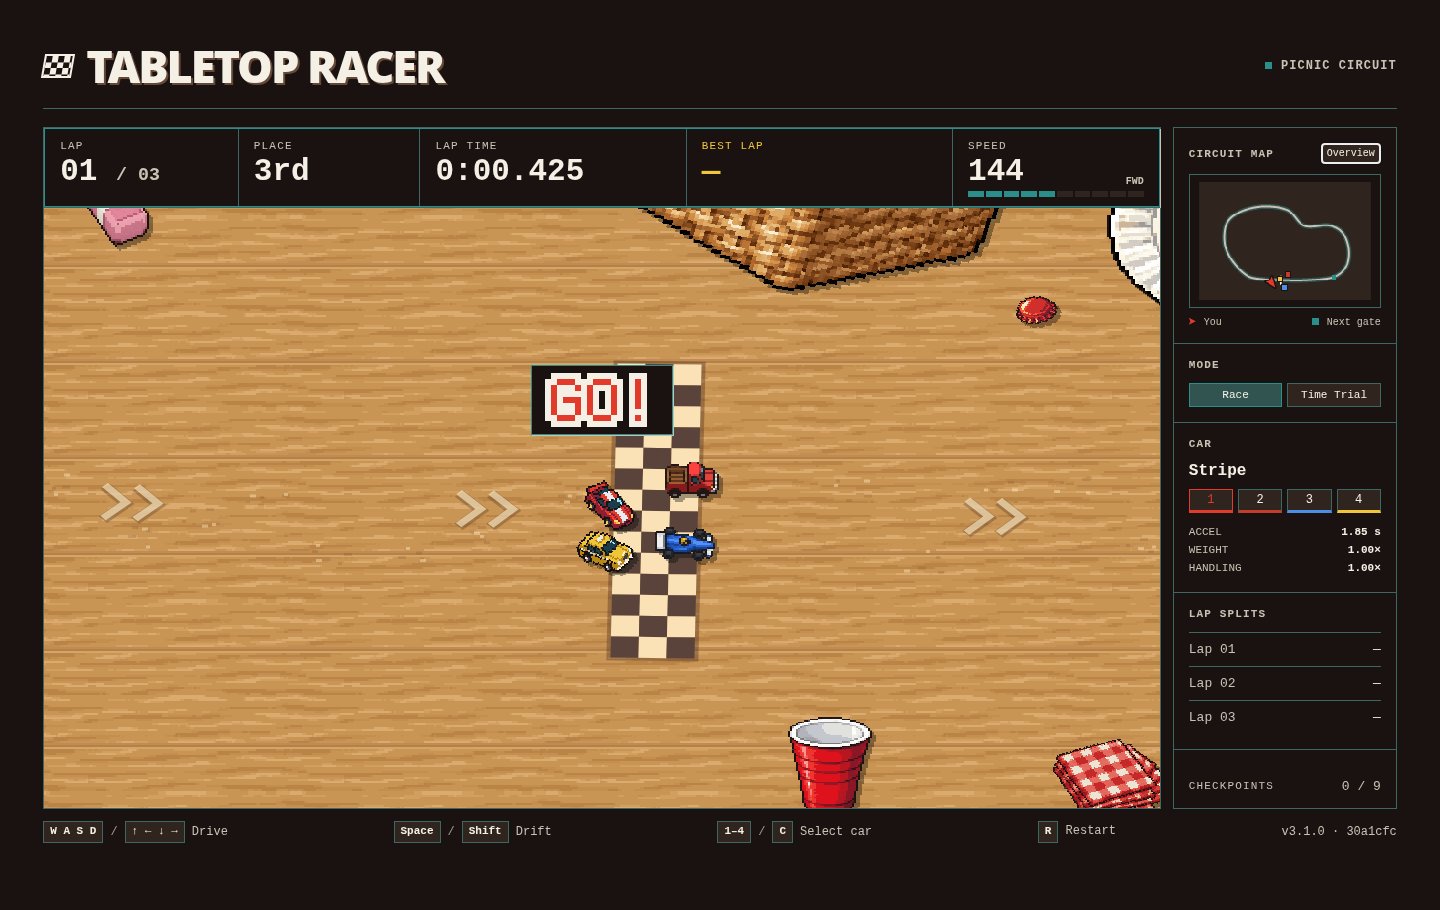 TABLETOP RACER
PICNIC CIRCUIT
LAP
01 / 03
PLACE
3rd
LAP TIME
0:00.425
BEST LAP
—
SPEED
144
FWD
GO!
CIRCUIT MAP
Overview
You
Next gate
MODE
Race
Time Trial
CAR
Stripe
1 2 3 4
ACCEL 1.85 s
WEIGHT 1.00×
HANDLING 1.00×
LAP SPLITS
Lap 01 —
Lap 02 —
Lap 03 —
CHECKPOINTS 0 / 9
W A S D / ↑ ← ↓ → Drive
Space / Shift Drift
1–4 / C Select car
R Restart
v3.1.0 · 30a1cfc